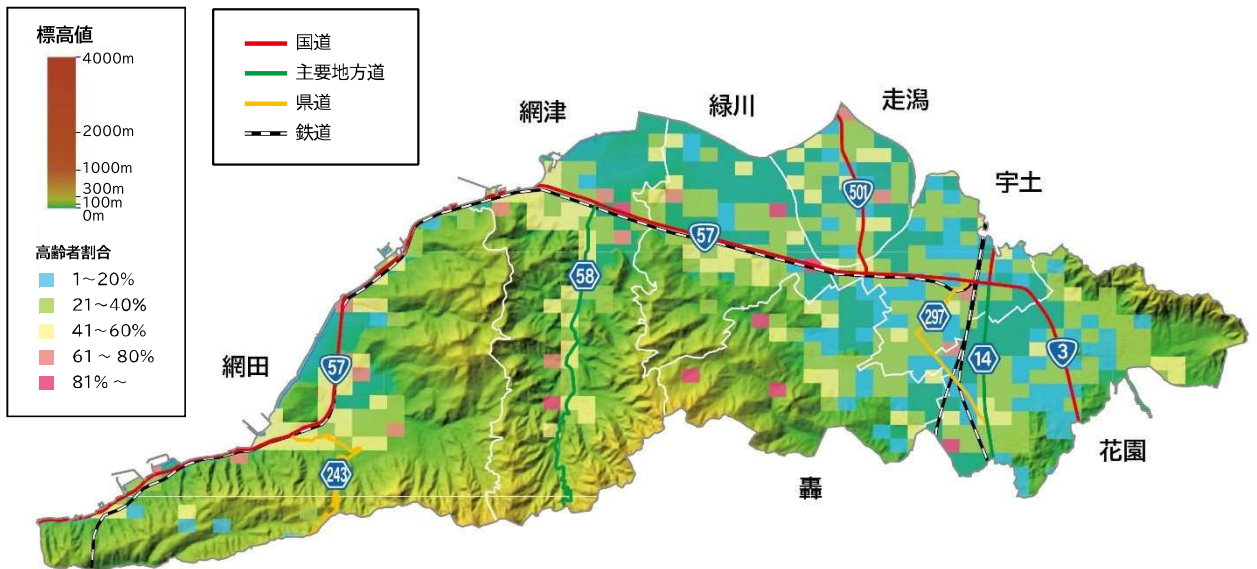 標高値
4000m
2000m
1000m
300m
100m
0m
高齢者割合
1～20%
21～40%
41～60%
61～80%
81%～
国道
主要地方道
県道
鉄道
網津
緑川
走潟
宇土
網田
轟
花園
501
57
58
297
14
3
57
243